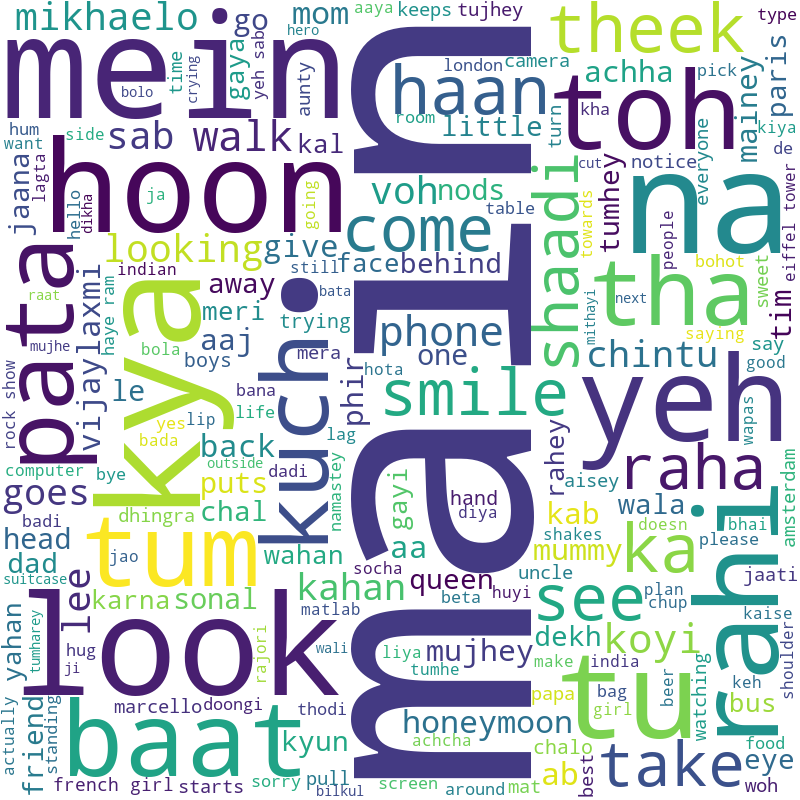 mikhaelo
go
mom
aaya
keeps
tujhey
theek
type
hero
mein
bolo
time
crying
gaya
yeh sab
aunty
main
haan
london
camera
achha
toh
pick
mainey
paris
hum
want
side
sab
walk
kal
room
little
turn
kha
kiya
de
jaana
lagta
hello
dikha
hoon
ja
going
voh
nods
table
cut
tumhey
notice
everyone
na
eiffel tower
looking
give
come
shaadi
towards
people
bohot
sweet
tim
pata
raat
mujhe
vijaylaxmi
haye ram
indian
kya
away
still
face
behind
tha
next
mithayi
saying
say
good
rock show
bola
meri
aaj
boys
trying
bata
mera
phone
one
chintu
le
bana
life
kuch
phir
hota
smile
yeh
wapas
yes
lip
bada
back
lag
computer
bye
outside
puts
dadi
namastey
rahey
raha
aisey
amsterdam
goes
badi
dhingra
chal
gayi
hand
diya
kab
wala
doesn
bhai
rahi
head
dad
jao
tum
wahan
aa
socha
shakes
mummy
ka
please
suitcase
lee
karna
sonal
kahan
queen
uncle
plan
chup
jaati
yahan
tumharey
matlab
beta
huyi
see
kaise
shoulder
hug
ji
look
rajori
wali
liya
tumhe
mujhey
dekh
koyi
make
india
keh
actually
friend
standing
marcello
doongi
thodi
honeymoon
papa
tu
bag
girl
beer
watching
bus
baat
kyun
achcha
chalo
food
eye
french girl
starts
sorry
pull
bilkul
screen
around
mat
ab
best
take
woh